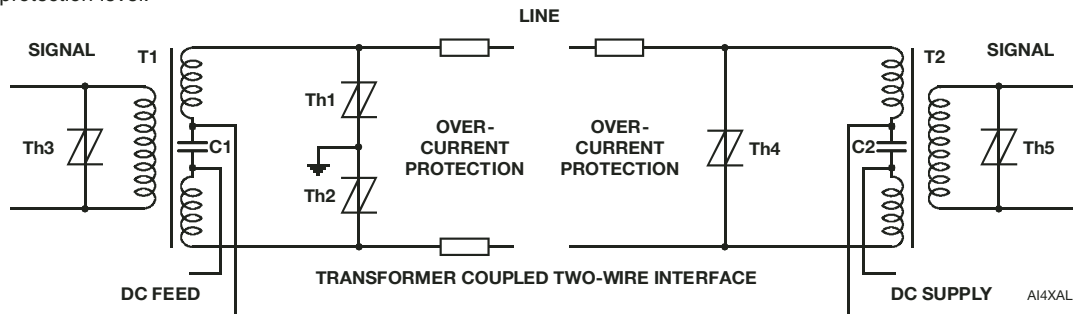 protection level.
LINE
SIGNAL
T1
T2
SIGNAL
Th1
Th3
C1
OVER-
CURRENT
PROTECTION
OVER-
CURRENT
PROTECTION
Th4
C2
Th5
Th2
TRANSFORMER COUPLED TWO-WIRE INTERFACE
DC FEED
DC SUPPLY
AI4XAL